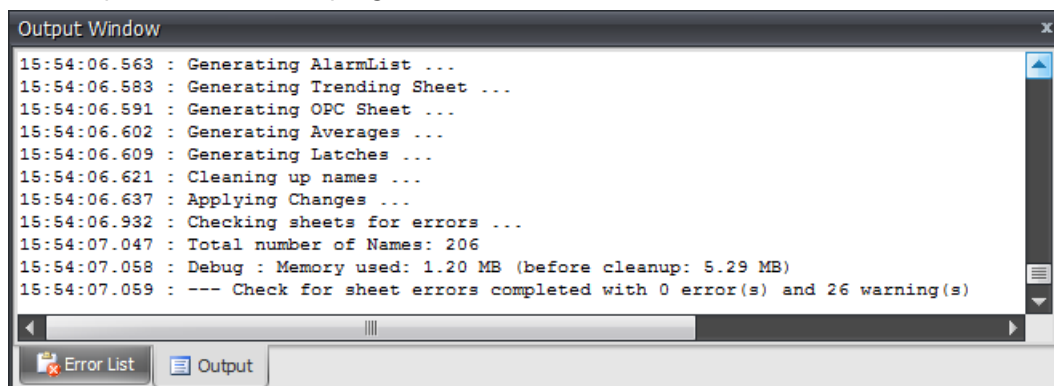 Output Window
15:54:06.563 : Generating AlarmList ...
15:54:06.583 : Generating Trending Sheet ...
15:54:06.591 : Generating OPC Sheet ...
15:54:06.602 : Generating Averages ...
15:54:06.609 : Generating Latches ...
15:54:06.621 : Cleaning up names ...
15:54:06.637 : Applying Changes ...
15:54:06.932 : Checking sheets for errors ...
15:54:07.047 : Total number of Names: 206
15:54:07.058 : Debug : Memory used: 1.20 MB (before cleanup: 5.29 MB)
15:54:07.059 : --- Check for sheet errors completed with 0 error(s) and 26 warning(s)
Error List Output